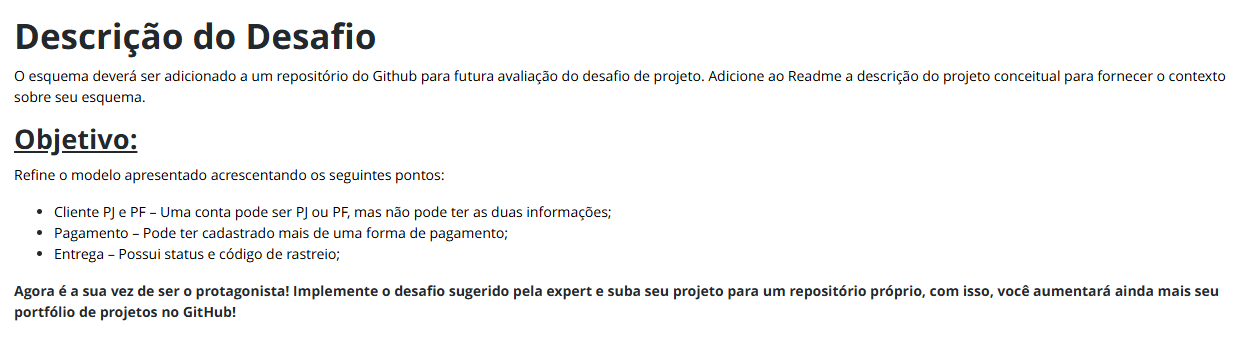 Descrição do Desafio
O esquema deverá ser adicionado a um repositório do Github para futura avaliação do desafio de projeto. Adicione ao Readme a descrição do projeto conceitual para fornecer o contexto
sobre seu esquema.
Objetivo:
Refine o modelo apresentado acrescentando os seguintes pontos:
• Cliente PJ e PF – Uma conta pode ser PJ ou PF, mas não pode ter as duas informações;
• Pagamento – Pode ter cadastrado mais de uma forma de pagamento;
• Entrega – Possui status e código de rastreio;
Agora é a sua vez de ser o protagonista! Implemente o desafio sugerido pela expert e suba seu projeto para um repositório próprio, com isso, você aumentará ainda mais seu
portfólio de projetos no GitHub!